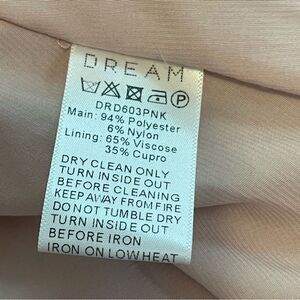 DREAM
P
DRD603PNK
Main: 94% Polyester
6% Nylon
Lining: 65% Viscose
35% Cupro
DRY CLEAN ONLY
TURN INSIDE OUT
BEFORE CLEANING
KEEP AWAY FROM FIRE
DO NOT TUMBLE DRY
TURN INSIDE OUT
BEFORE IRON
IRON ON LOW HEAT